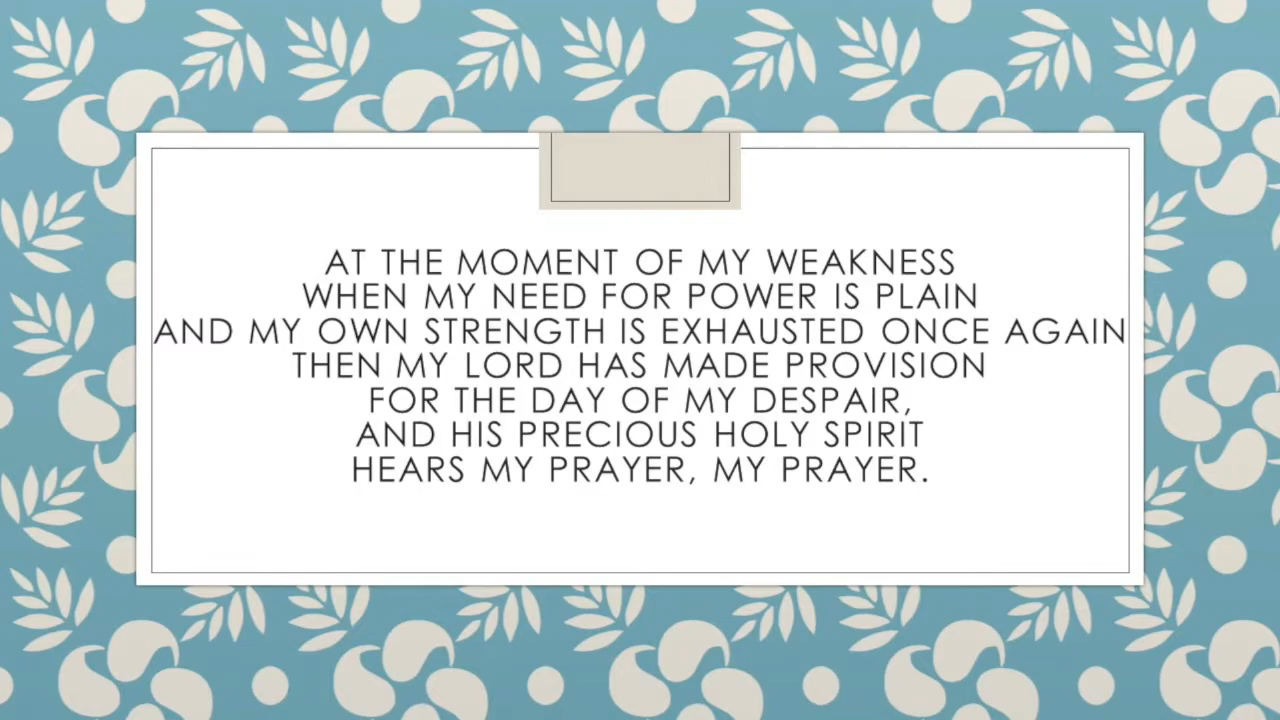 AT THE MOMENT OF MY WEAKNESS
WHEN MY NEED FOR POWER IS PLAIN
AND MY OWN STRENGTH IS EXHAUSTED ONCE AGAIN
THEN MY LORD HAS MADE PROVISION
FOR THE DAY OF MY DESPAIR,
AND HIS PRECIOUS HOLY SPIRIT
HEARS MY PRAYER, MY PRAYER.